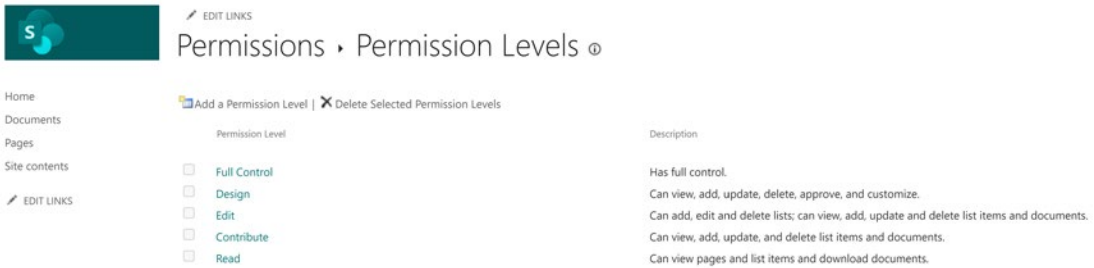 S
EDIT LINKS
Permissions › Permission Levels
Home
Documents
Pages
Site contents
EDIT LINKS
Add a Permission Level | Delete Selected Permission Levels
Permission Level Description
Full Control Has full control.
Design Can view, add, update, delete, approve, and customize.
Edit Can add, edit and delete lists; can view, add, update and delete list items and documents.
Contribute Can view, add, update, and delete list items and documents.
Read Can view pages and list items and download documents.